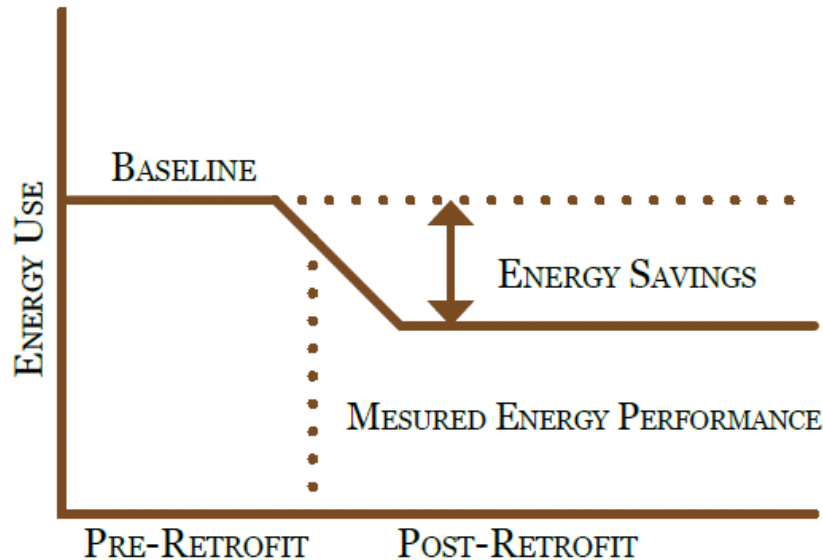 BASELINE
ENERGY USE
ENERGY SAVINGS
MESURED ENERGY PERFORMANCE
PRE-RETROFIT POST-RETROFIT